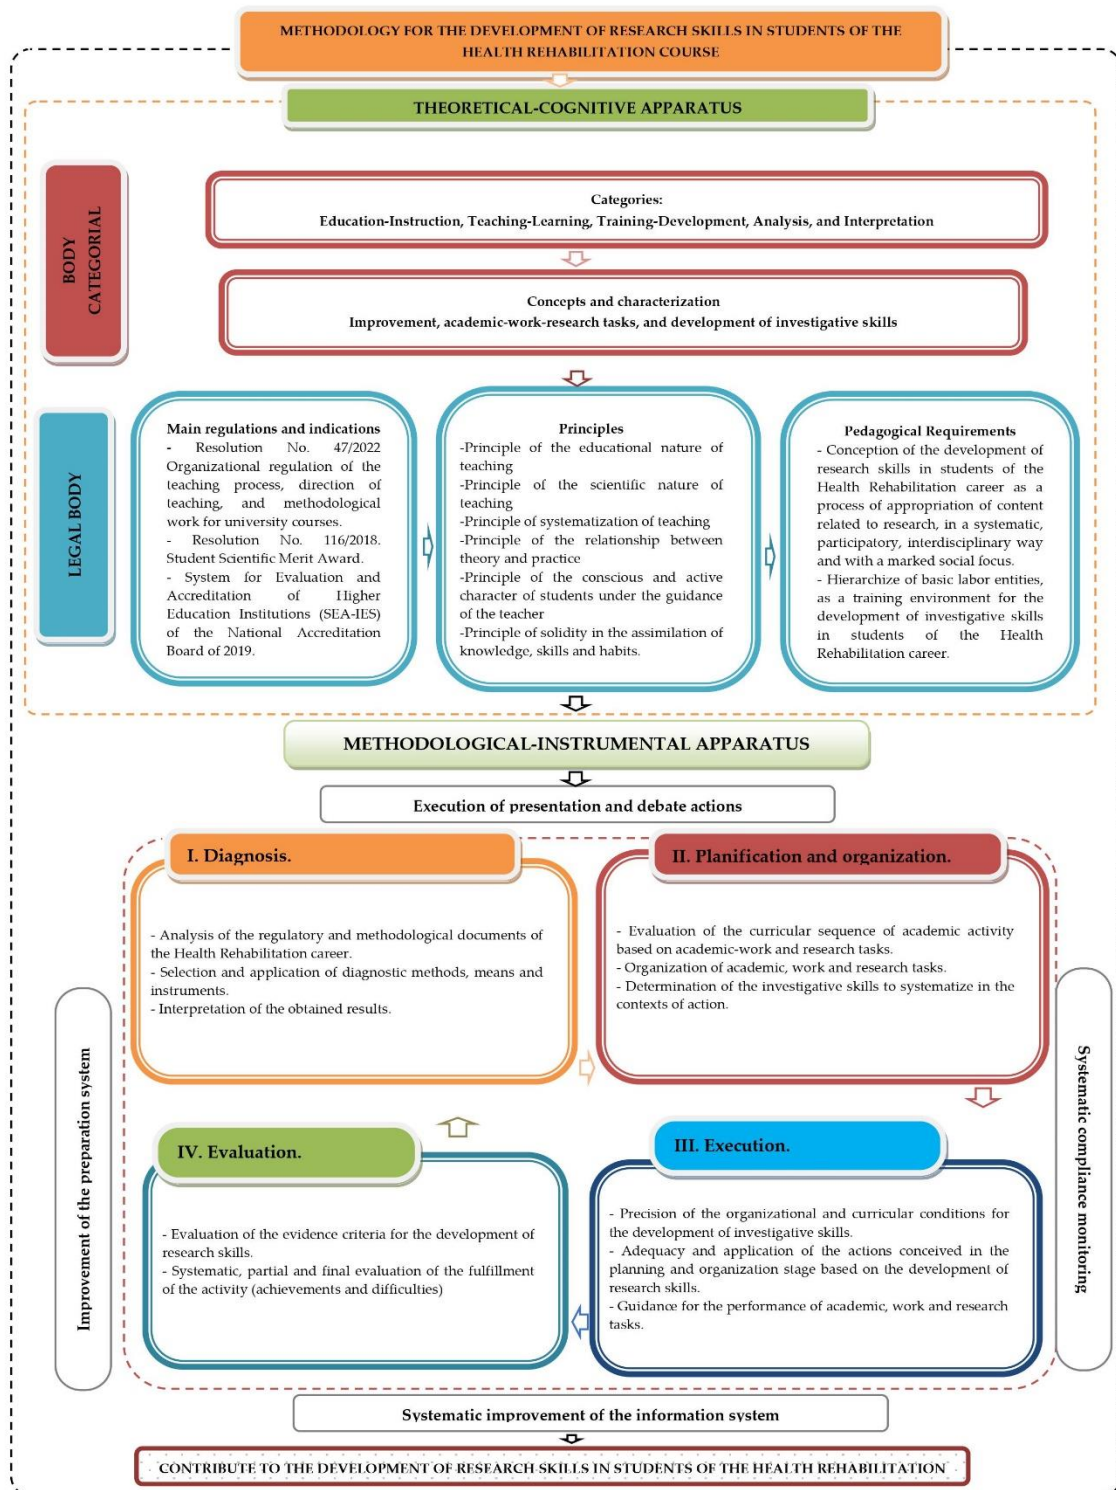 METHODOLOGY FOR THE DEVELOPMENT OF RESEARCH SKILLS IN STUDENTS OF THE
HEALTH REHABILITATION COURSE
THEORETICAL-COGNITIVE APPARATUS
BODY
CATEGORIAL
Categories:
Education-Instruction, Teaching-Learning, Training-Development, Analysis, and Interpretation
Concepts and characterization
Improvement, academic-work-research tasks, and development of investigative skills
LEGAL BODY
Main regulations and indications
- Resolution No. 47/2022
Organizational regulation of the
teaching process, direction of
teaching, and methodological
work for university courses.
- Resolution No. 116/2018.
Student Scientific Merit Award.
- System for Evaluation and
Accreditation of Higher
Education Institutions (SEA-IES)
of the National Accreditation
Board of 2019.
Principles
-Principle of the educational nature of
teaching
-Principle of the scientific nature of
teaching
-Principle of systematization of teaching
-Principle of the relationship between
theory and practice
-Principle of the conscious and active
character of students under the guidance
of the teacher
-Principle of solidity in the assimilation of
knowledge, skills and habits.
Pedagogical Requirements
- Conception of the development of
research skills in students of the
Health Rehabilitation career as a
process of appropriation of content
related to research, in a systematic,
participatory, interdisciplinary way
and with a marked social focus.
- Hierarchize of basic labor entities,
as a training environment for the
development of investigative skills
in students of the Health
Rehabilitation career.
METHODOLOGICAL-INSTRUMENTAL APPARATUS
Execution of presentation and debate actions
I. Diagnosis.
- Analysis of the regulatory and methodological documents of
the Health Rehabilitation career.
- Selection and application of diagnostic methods, means and
instruments.
- Interpretation of the obtained results.
II. Planification and organization.
- Evaluation of the curricular sequence of academic activity
based on academic-work and research tasks.
- Organization of academic, work and research tasks.
- Determination of the investigative skills to systematize in the
contexts of action.
Improvement of the preparation system
Systematic compliance monitoring
IV. Evaluation.
- Evaluation of the evidence criteria for the development of
research skills.
- Systematic, partial and final evaluation of the fulfillment
of the activity (achievements and difficulties)
III. Execution.
- Precision of the organizational and curricular conditions for
the development of investigative skills.
- Adequacy and application of the actions conceived in the
planning and organization stage based on the development of
research skills.
- Guidance for the performance of academic, work and research
tasks.
Systematic improvement of the information system
CONTRIBUTE TO THE DEVELOPMENT OF RESEARCH SKILLS IN STUDENTS OF THE HEALTH REHABILITATION